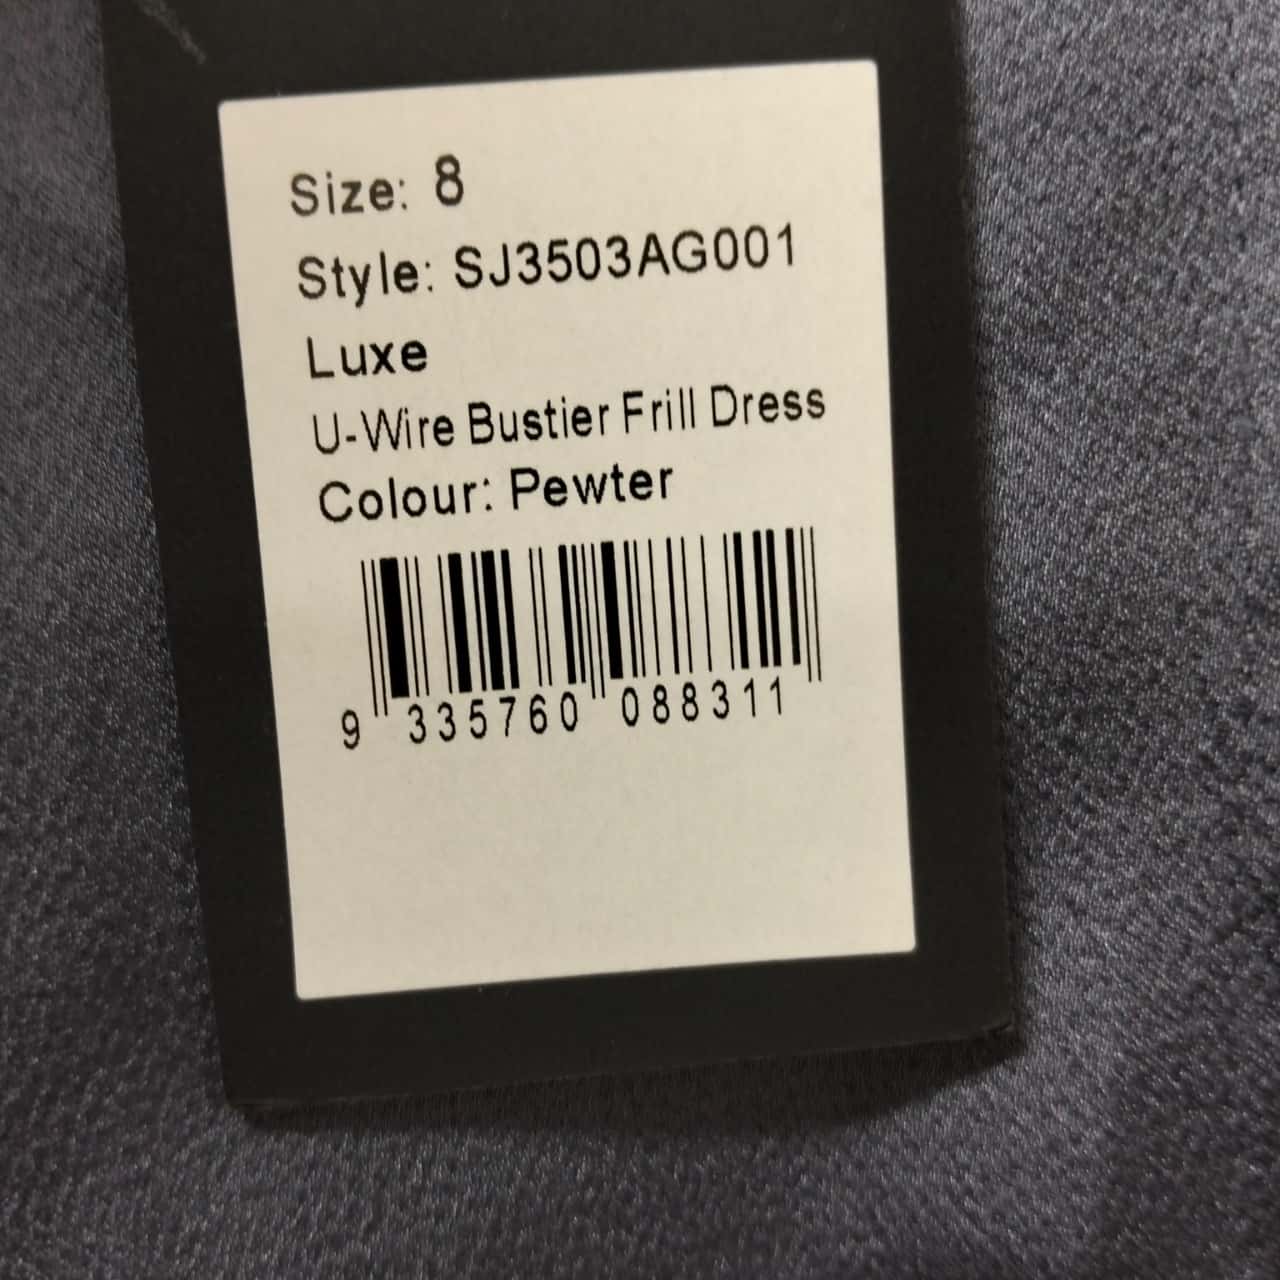 Size: 8
Style: SJ3503AG001
Luxe
U-Wire Bustier Frill Dress
Colour: Pewter
9 335760 088311